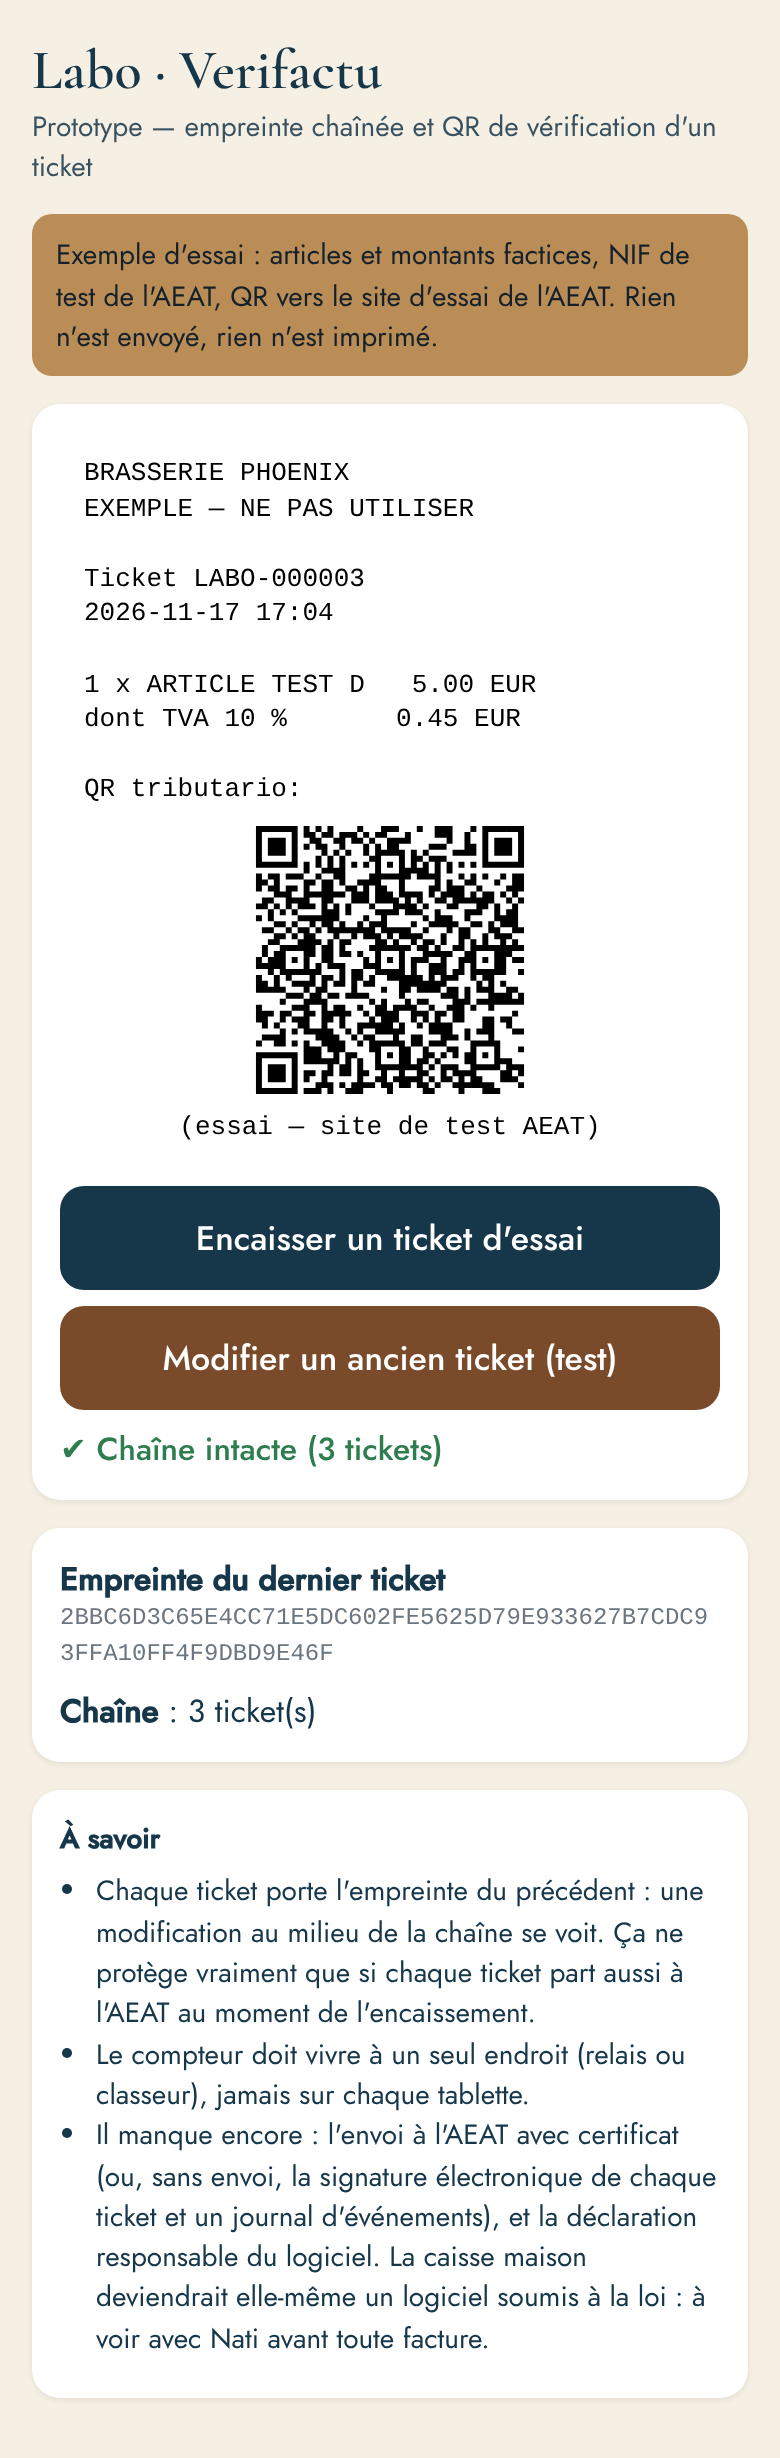 Labo · Verifactu
Prototype — empreinte chaînée et QR de vérification d'un
ticket
Exemple d'essai : articles et montants factices, NIF de
test de l'AEAT, QR vers le site d'essai de l'AEAT. Rien
n'est envoyé, rien n'est imprimé.
BRASSERIE PHOENIX
EXEMPLE — NE PAS UTILISER
Ticket LABO-000003
2026-11-17 17:04
1 x ARTICLE TEST D   5.00 EUR
dont TVA 10 %       0.45 EUR
QR tributario:
(essai — site de test AEAT)
Encaisser un ticket d'essai
Modifier un ancien ticket (test)
✔ Chaîne intacte (3 tickets)
Empreinte du dernier ticket
2BBC6D3C65E4CC71E5DC602FE5625D79E933627B7CDC9
3FFA10FF4F9DBD9E46F
Chaîne : 3 ticket(s)
À savoir
• Chaque ticket porte l'empreinte du précédent : une
modification au milieu de la chaîne se voit. Ça ne
protège vraiment que si chaque ticket part aussi à
l'AEAT au moment de l'encaissement.
• Le compteur doit vivre à un seul endroit (relais ou
classeur), jamais sur chaque tablette.
• Il manque encore : l'envoi à l'AEAT avec certificat
(ou, sans envoi, la signature électronique de chaque
ticket et un journal d'événements), et la déclaration
responsable du logiciel. La caisse maison
deviendrait elle-même un logiciel soumis à la loi : à
voir avec Nati avant toute facture.